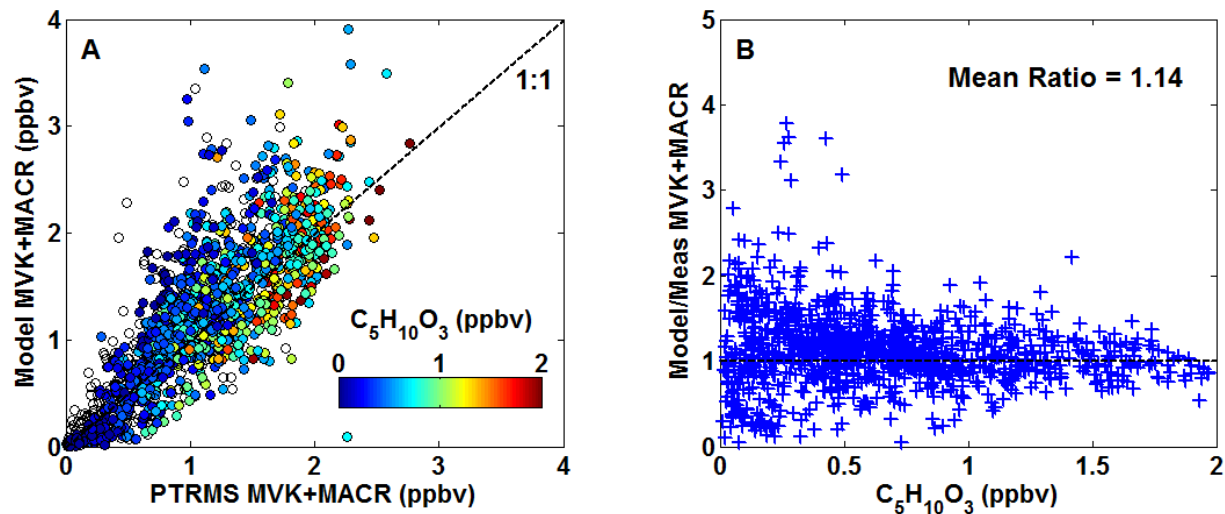 A
1:1
Model MVK+MACR (ppbv)
4
3
2
1
0
C5H10O3 (ppbv)
0 1 2
0 1 2 3 4
PTRMS MVK+MACR (ppbv)
B
Mean Ratio = 1.14
Model/Meas MVK+MACR
5
4
3
2
1
0
0 0.5 1 1.5 2
C5H10O3 (ppbv)